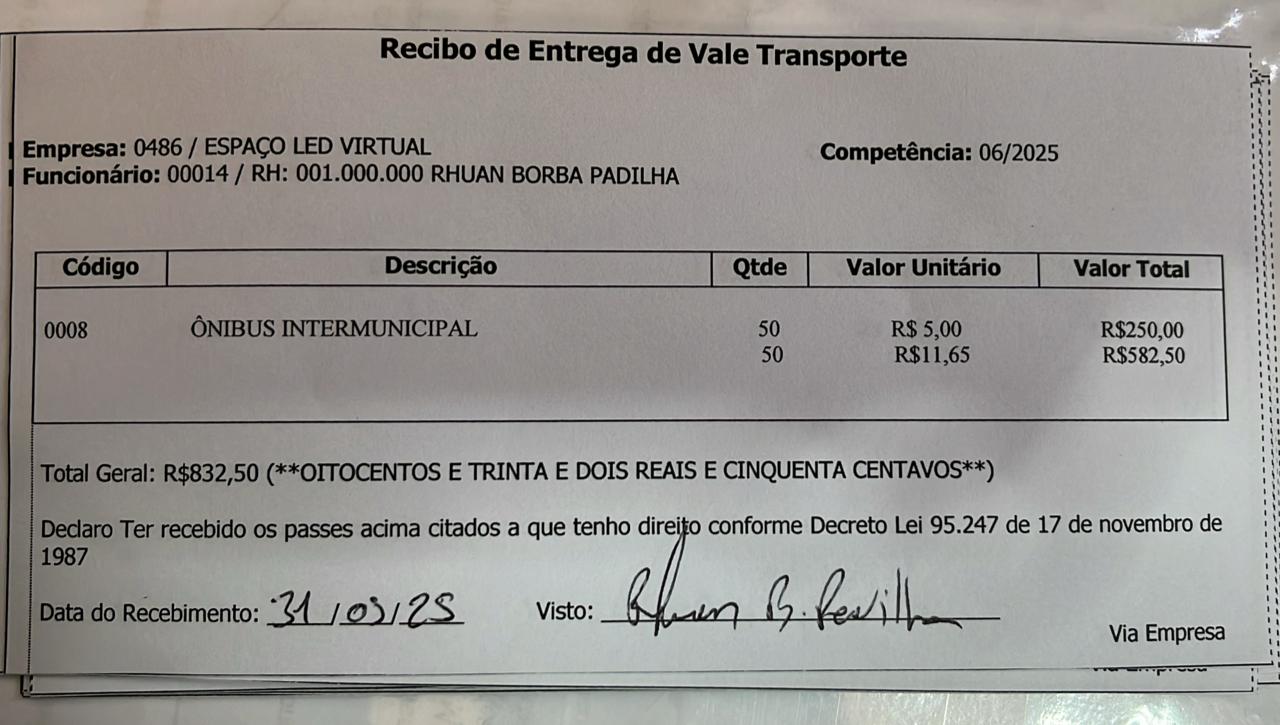 Recibo de Entrega de Vale Transporte
Empresa: 0486 / ESPAÇO LED VIRTUAL
Competência: 06/2025
Funcionário: 00014 / RH: 001.000.000 RHUAN BORBA PADILHA
Código Descrição Qtde Valor Unitário Valor Total
0008 ÔNIBUS INTERMUNICIPAL 50 R$ 5,00 R$250,00
50 R$11,65 R$582,50
Total Geral: R$832,50 (**OITOCENTOS E TRINTA E DOIS REAIS E CINQUENTA CENTAVOS**)
Declaro Ter recebido os passes acima citados a que tenho direito conforme Decreto Lei 95.247 de 17 de novembro de
1987
Data do Recebimento: 31/05/25 Visto: Rhuan B. Padilha
Via Empresa